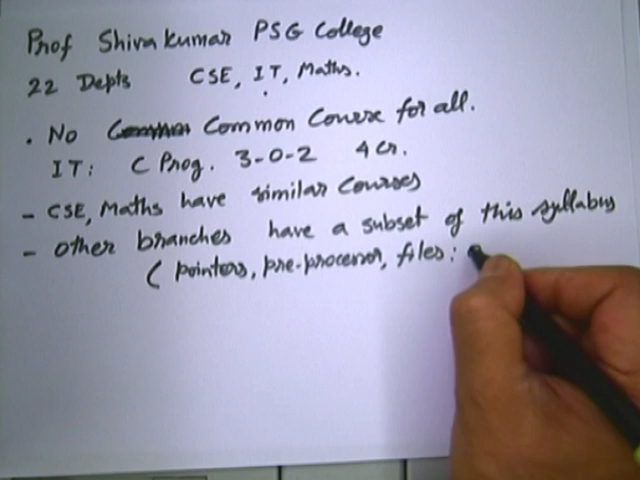 Prof Shivakumar PSG College
22 Depts CSE, IT, Maths.
• No Common Course for all.
IT: C Prog. 3-0-2 4 Cr.
- CSE, Maths have similar courses
- Other branches have a subset of this syllabus
( pointers, pre-processor, files: